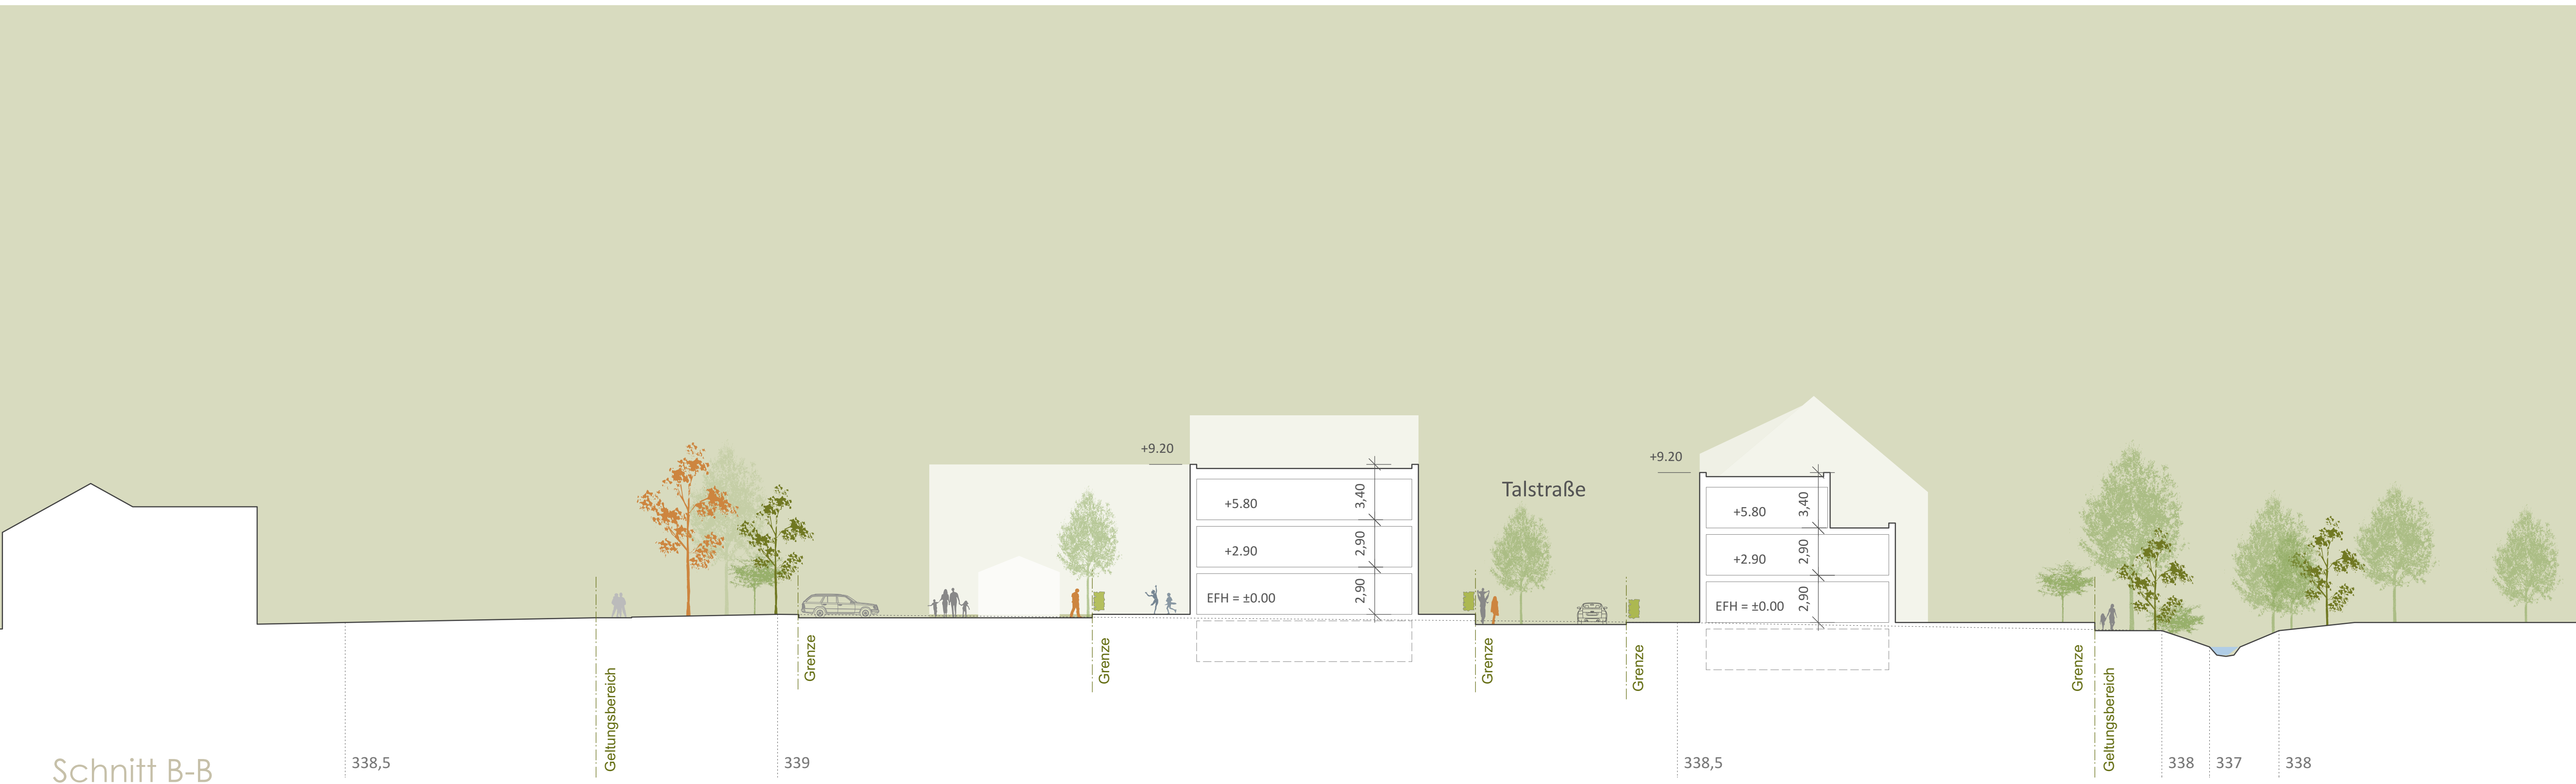 +9.20
+5.80
3,40
+2.90
2,90
EFH = ±0.00
2,90
Talstraße
+9.20
+5.80
3,40
+2.90
2,90
EFH = ±0.00
2,90
Geltungsbereich
Grenze
Grenze
Grenze
Grenze
Grenze
Geltungsbereich
Schnitt B-B
338,5
339
338,5
338
337
338